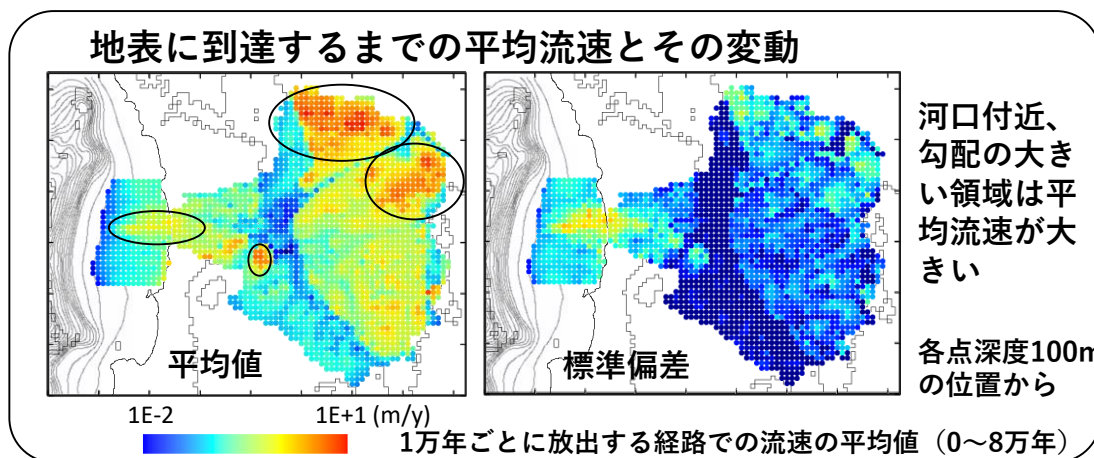 地表に到達するまでの平均流速とその変動
平均値
標準偏差
河口付近、
勾配の大き
い領域は平
均流速が大
きい
各点深度100m
の位置から
1E-2
1E+1 (m/y)
1万年ごとに放出する経路での流速の平均値（0～8万年）